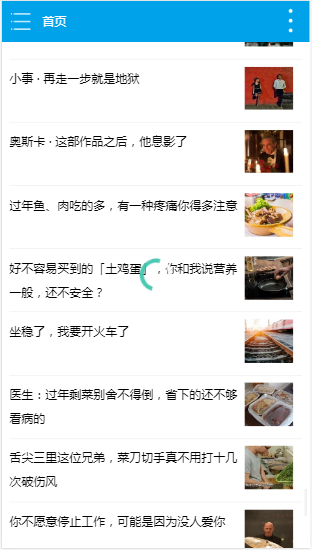 首页
小事 · 再走一步就是地狱
奥斯卡 · 这部作品之后，他息影了
过年鱼、肉吃的多，有一种疼痛你得多注意
好不容易买到的「土鸡蛋」，你和我说营养
一般，还不安全？
坐稳了，我要开火车了
医生：过年剩菜别舍不得倒，省下的还不够
看病的
舌尖三里这位兄弟，菜刀切手真不用打十几
次破伤风
你不愿意停止工作，可能是因为没人爱你